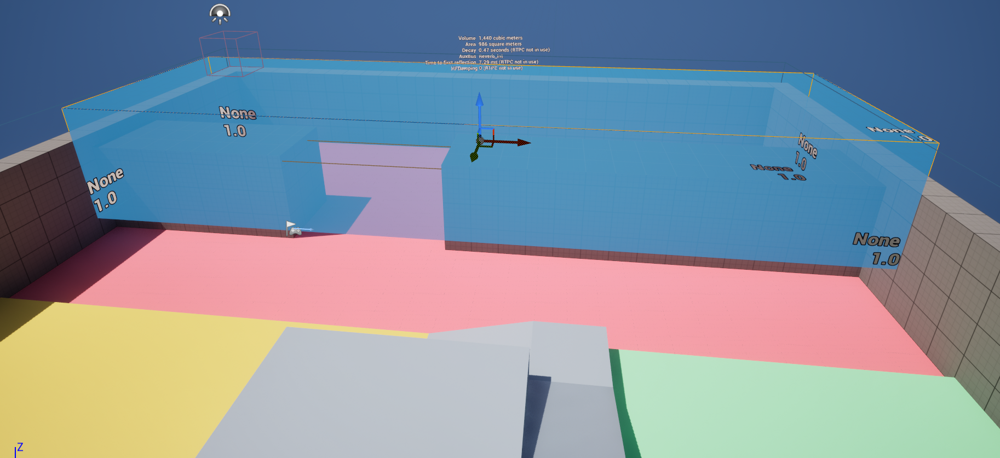 Volume 1,440 cubic meters
Area 986 square meters
Decay 0.47 seconds (RTPC not in use)
AuxBus Reverb_Int
Time to first reflection 7.29 ms (RTPC not in use)
HFDamping 0 (RTPC not in use)
None
1.0
None
1.0
None
1.0
None
1.0
None
1.0
None
1.0
Z